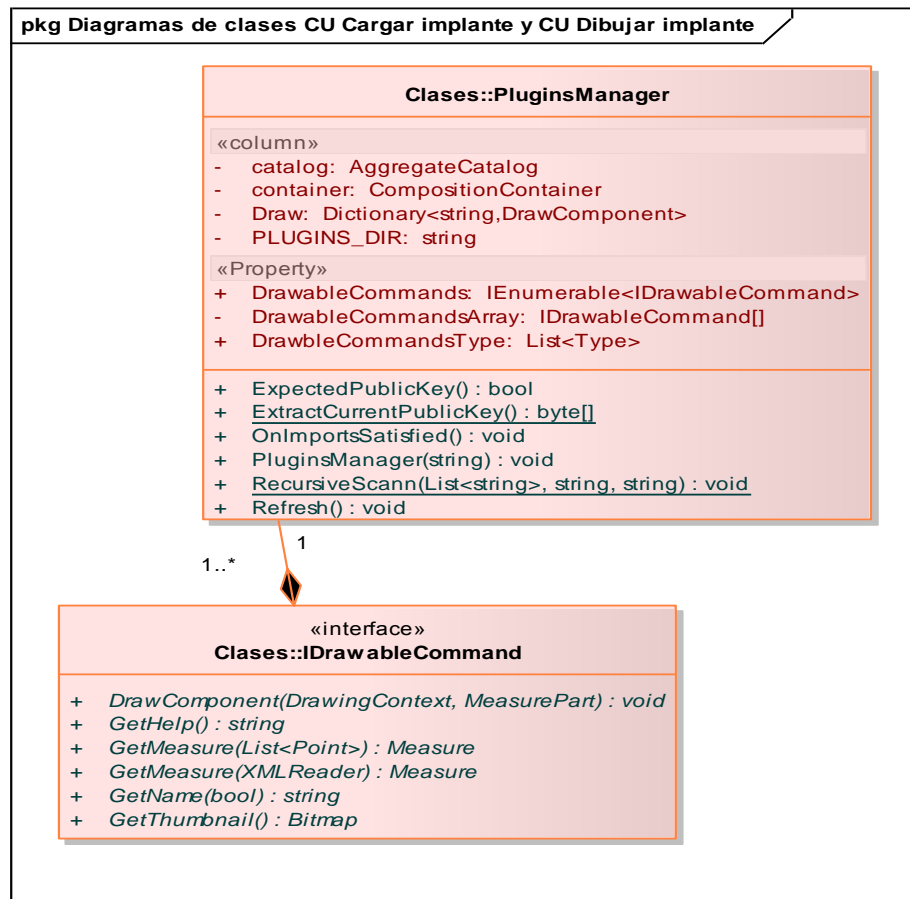 pkg Diagramas de clases CU Cargar implante y CU Dibujar implante
Clases::PluginsManager
«column»
- catalog: AggregateCatalog
- container: CompositionContainer
- Draw: Dictionary<string,DrawComponent>
- PLUGINS_DIR: string
«Property»
+ DrawableCommands: IEnumerable<IDrawableCommand>
- DrawableCommandsArray: IDrawableCommand[]
+ DrawbleCommandsType: List<Type>
+ ExpectedPublicKey() : bool
+ ExtractCurrentPublicKey() : byte[]
+ OnImportsSatisfied() : void
+ PluginsManager(string) : void
+ RecursiveScann(List<string>, string, string) : void
+ Refresh() : void
1
1..*
«interface»
Clases::IDrawableCommand
+ DrawComponent(DrawingContext, MeasurePart) : void
+ GetHelp() : string
+ GetMeasure(List<Point>) : Measure
+ GetMeasure(XMLReader) : Measure
+ GetName(bool) : string
+ GetThumbnail() : Bitmap